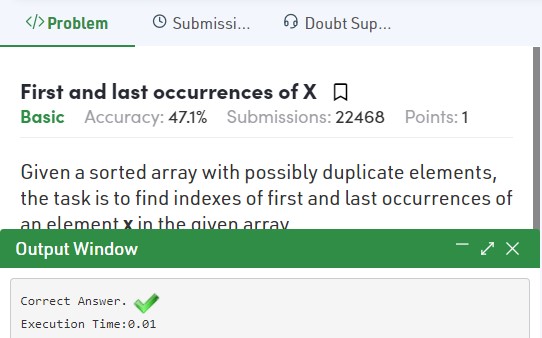 </> Problem Submissi... Doubt Sup...
First and last occurrences of X
Basic Accuracy: 47.1% Submissions: 22468 Points: 1
Given a sorted array with possibly duplicate elements,
the task is to find indexes of first and last occurrences of
an element x in the given array.
Output Window
Correct Answer.
Execution Time:0.01